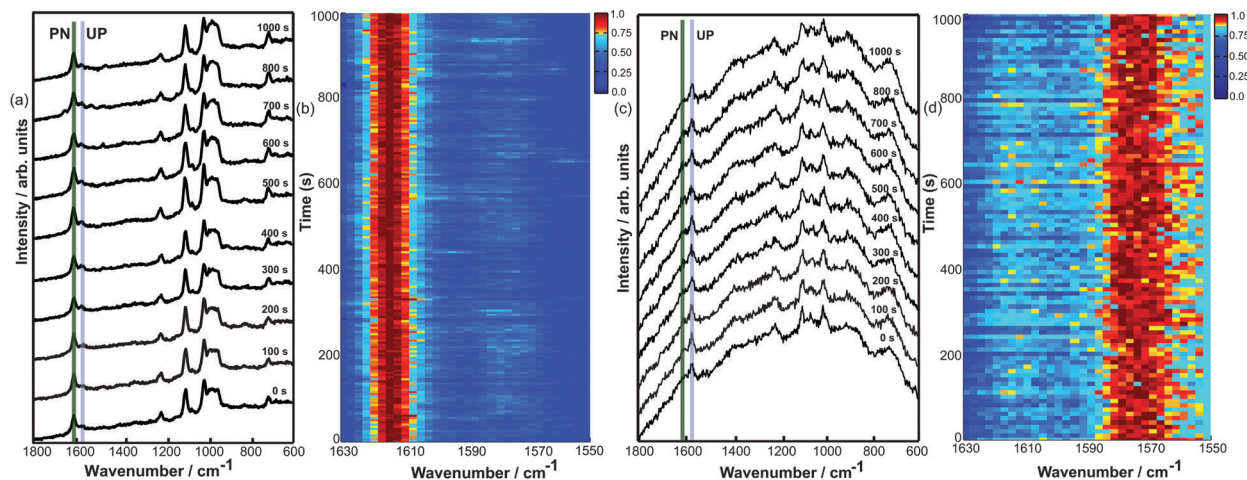 (a)
PN
UP
1000 s
800 s
700 s
600 s
500 s
400 s
300 s
200 s
100 s
0 s
Intensity / arb. units
1800 1600 1400 1200 1000 800 600
Wavenumber / cm-1
(b)
1000
800
600
400
200
0
Time (s)
1630 1610 1570 1550
Wavenumber / cm-1
1.0
0.75
0.50
0.25
0.0
(c)
PN
UP
1000 s
800 s
700 s
600 s
500 s
400 s
300 s
200 s
100 s
0 s
Intensity / arb. units
1800 1600 1400 1200 1000 800 600
Wavenumber / cm-1
(d)
1000
800
600
400
200
0
Time (s)
1630 1610 1570 1550
Wavenumber / cm-1
1.0
0.75
0.50
0.25
0.0